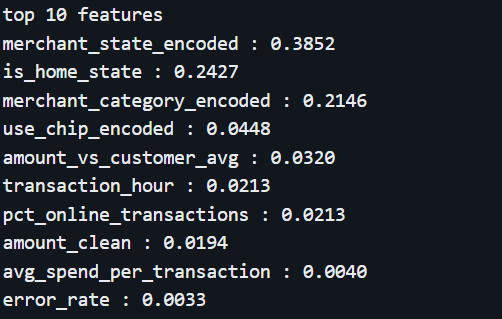 top 10 features
merchant_state_encoded : 0.3852
is_home_state : 0.2427
merchant_category_encoded : 0.2146
use_chip_encoded : 0.0448
amount_vs_customer_avg : 0.0320
transaction_hour : 0.0213
pct_online_transactions : 0.0213
amount_clean : 0.0194
avg_spend_per_transaction : 0.0040
error_rate : 0.0033